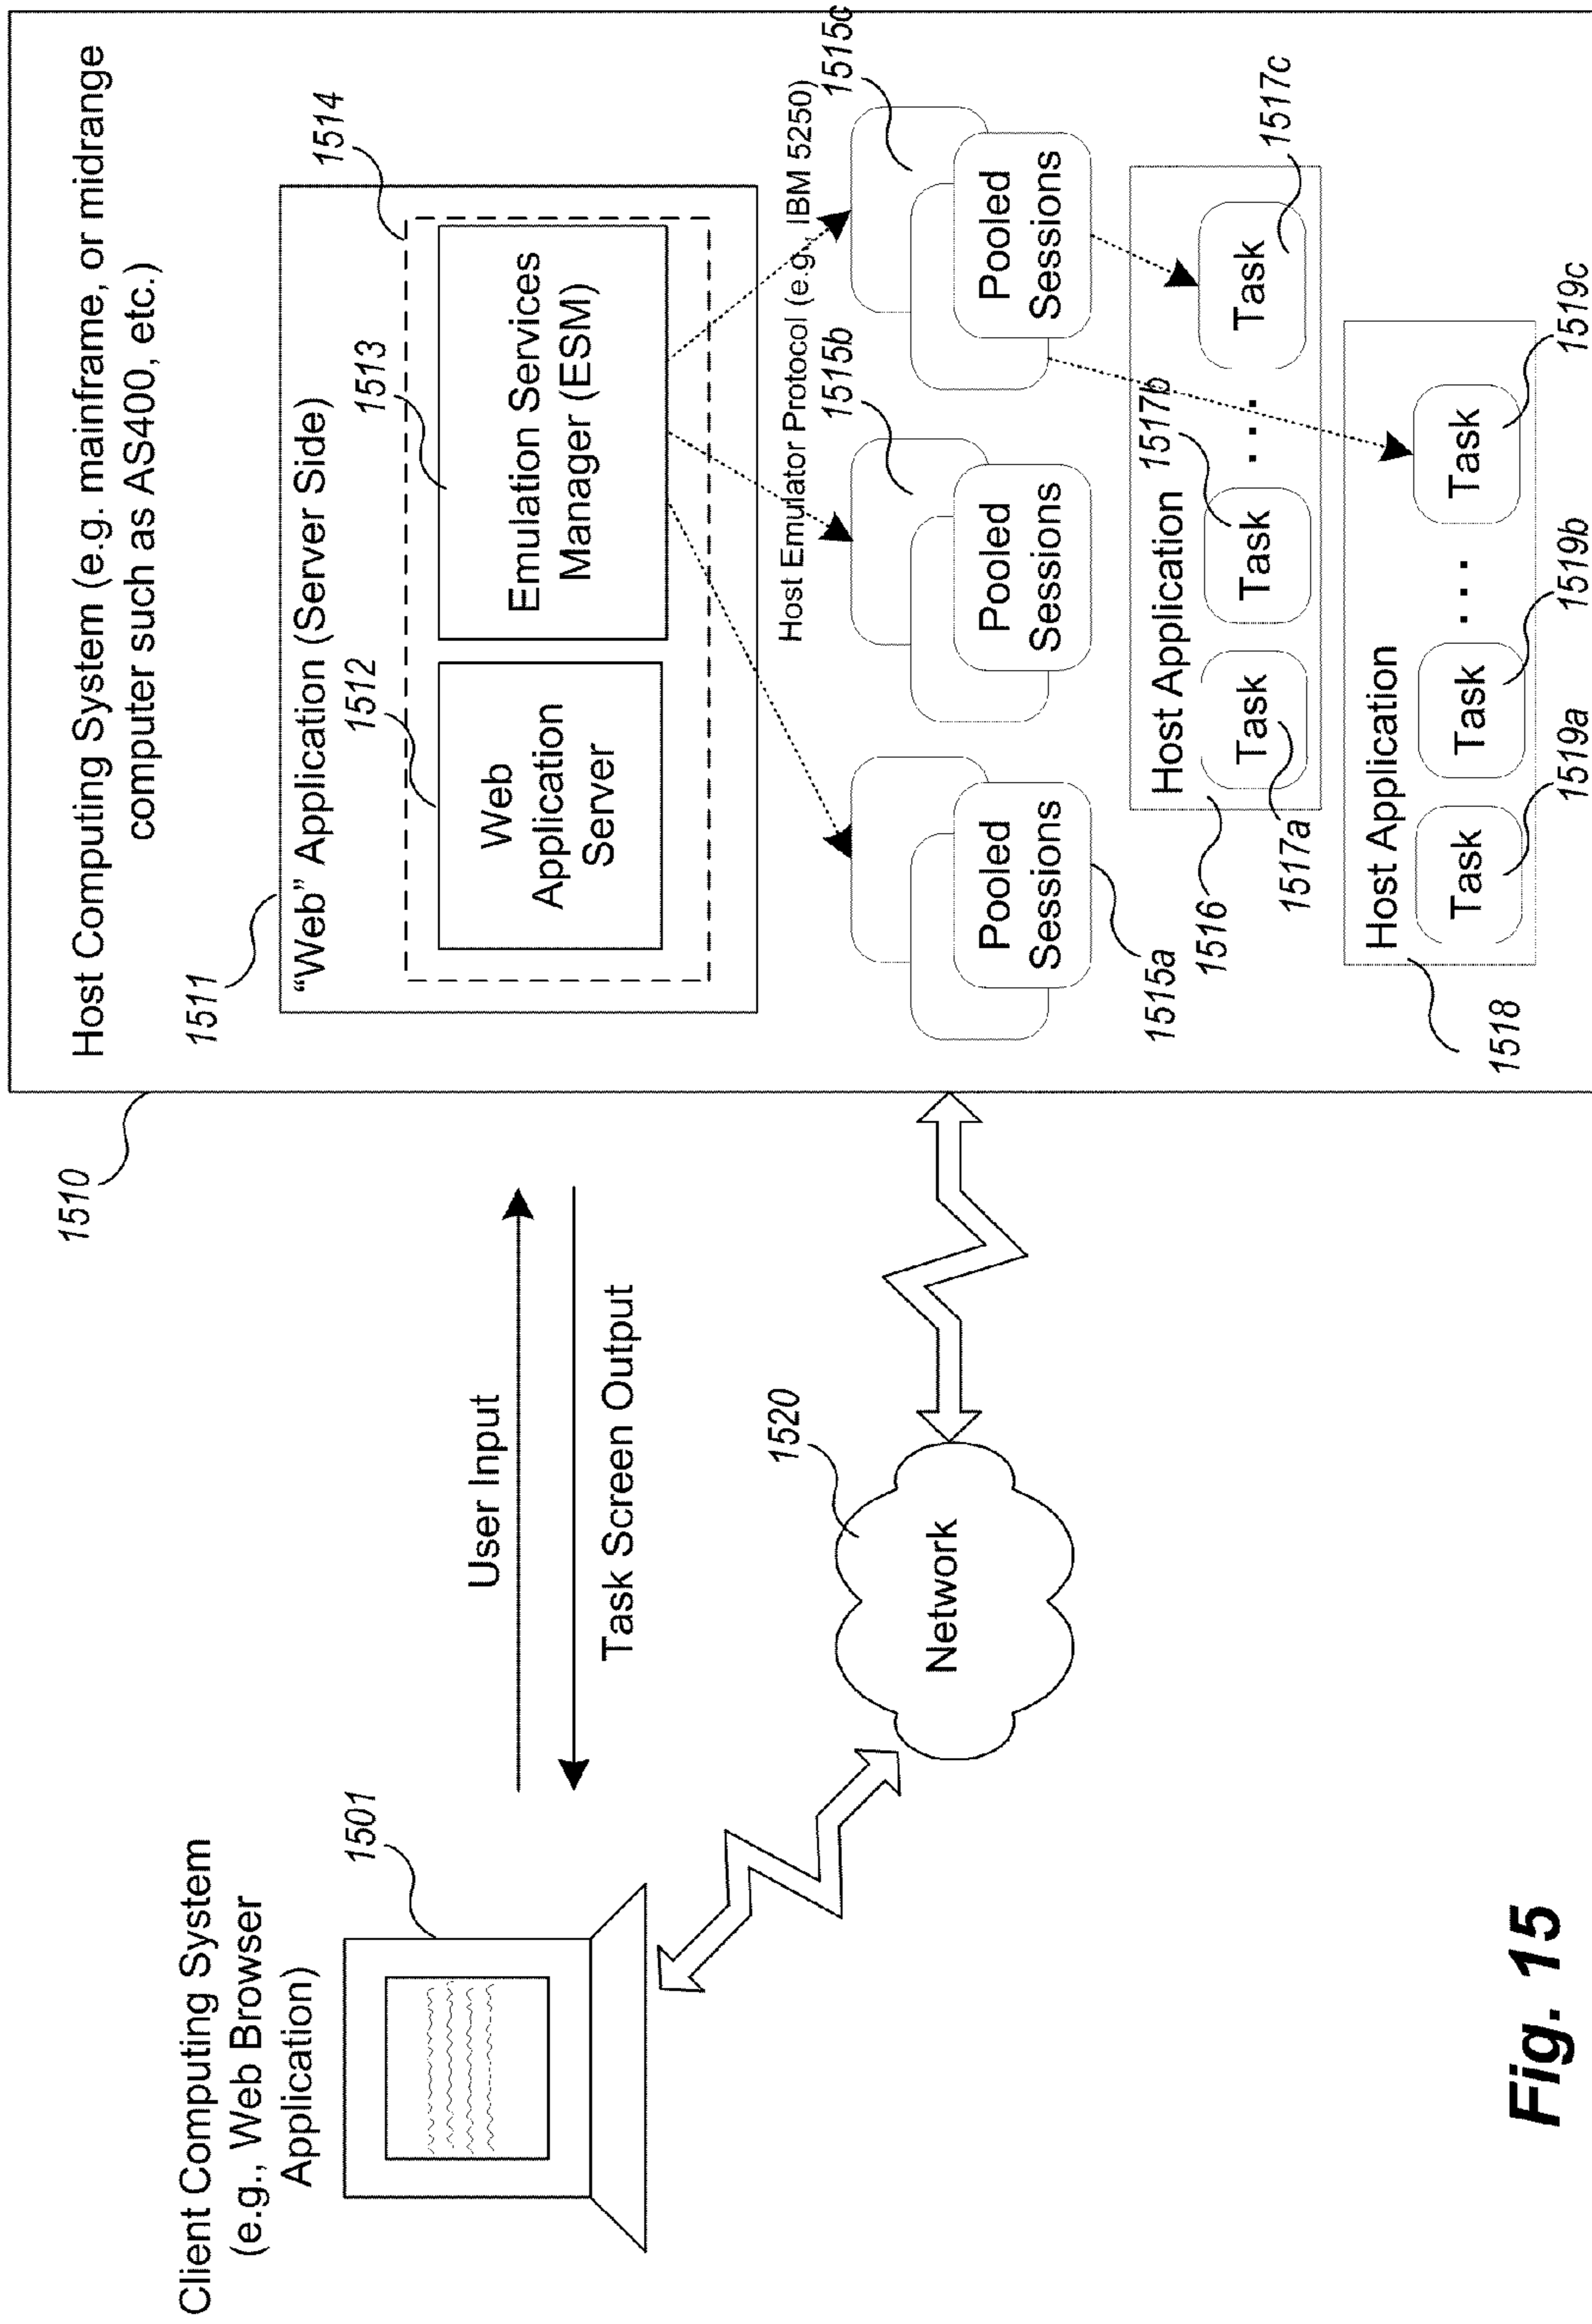 Client Computing System
(e.g., Web Browser
Application)
1501
User Input
Task Screen Output
Network
1520
1510
Host Computing System (e.g. mainframe, or midrange
computer such as AS400, etc.)
1511
"Web" Application (Server Side)
1514
1512
Web
Application
Server
1513
Emulation Services
Manager (ESM)
Host Emulator Protocol (e.g., IBM 5250)
Pooled
Sessions
1515a
Pooled
Sessions
1515b
Pooled
Sessions
1515c
1516
Host Application
Task
1517a
Task
1517b
...
Task
1517c
1518
Host Application
Task
1519a
Task
1519b
...
Task
1519c
Fig. 15